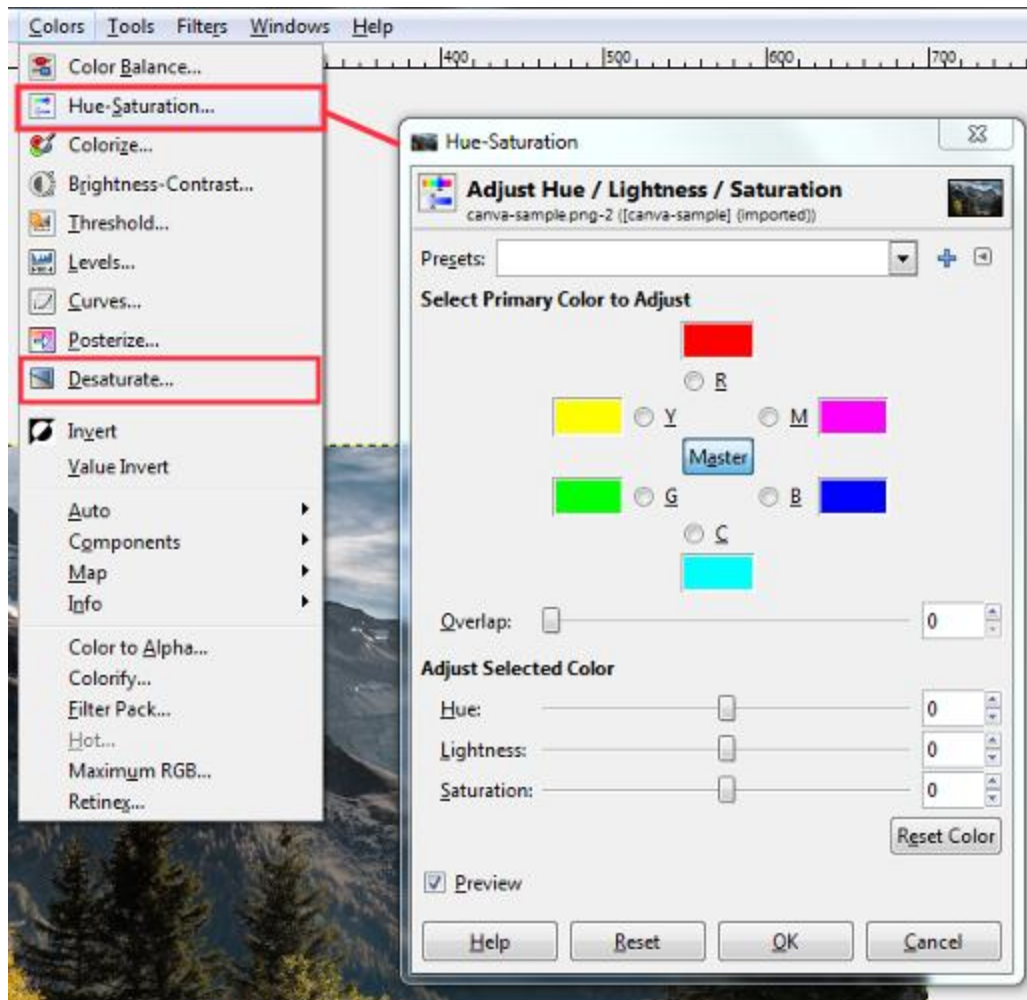 Colors Tools Filters Windows Help
400 500 600 700
Color Balance...
Hue-Saturation...
Colorize...
Brightness-Contrast...
Threshold...
Levels...
Curves...
Posterize...
Desaturate...
Invert
Value Invert
Auto
Components
Map
Info
Color to Alpha...
Colorify...
Filter Pack...
Hot...
Maximum RGB...
Retinex...
Hue-Saturation
Adjust Hue / Lightness / Saturation
canva-sample.png-2 ([canva-sample] (imported))
Presets:
Select Primary Color to Adjust
R
Y M
Master
G B
C
Overlap: 0
Adjust Selected Color
Hue: 0
Lightness: 0
Saturation: 0
Reset Color
Preview
Help Reset OK Cancel